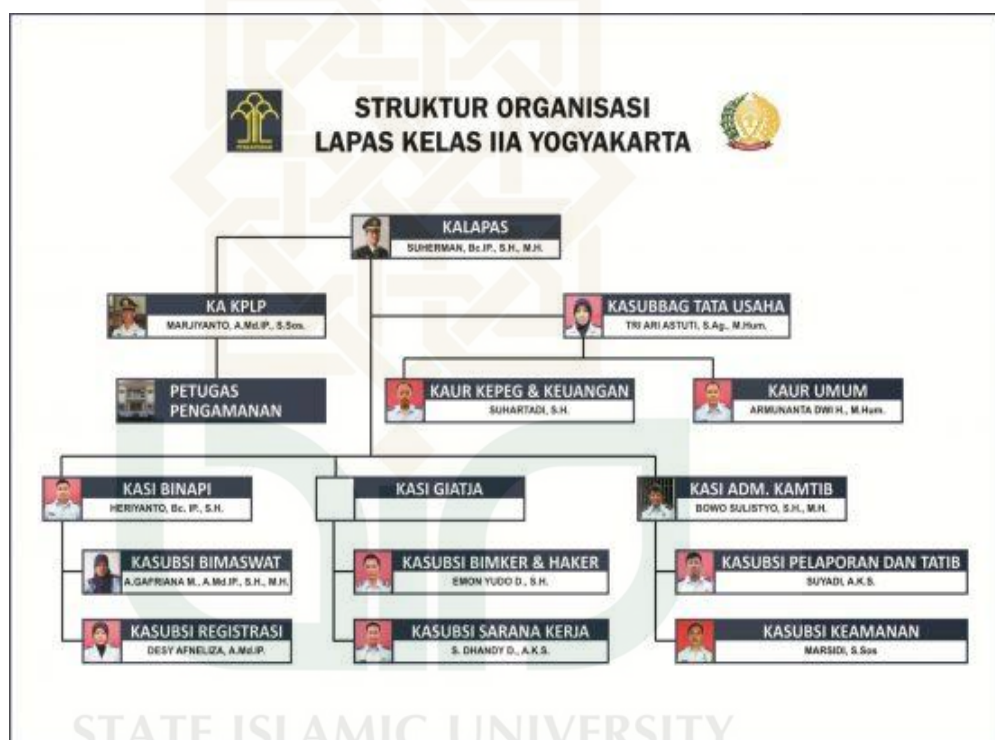 STRUKTUR ORGANISASI
LAPAS KELAS IIA YOGYAKARTA
PENGAYOMAN
KALAPAS
SUHERMAN, Bc.IP., S.H., M.H.
KA KPLP
MARJIYANTO, A.Md.IP., S.Sos.
KASUBBAG TATA USAHA
TRI ARI ASTUTI, S.Ag., M.Hum.
PETUGAS
PENGAMANAN
KAUR KEPEG & KEUANGAN
SUHARTADI, S.H.
KAUR UMUM
ARMUNANTA DWI H., M.Hum.
KASI BINAPI
HERIYANTO, Bc. IP., S.H.
KASI GIATJA
KASI ADM. KAMTIB
BOWO SULISTYO, S.H., M.H.
KASUBSI BIMASWAT
A.GAFRIANA M., A.Md.IP., S.H., M.H.
KASUBSI BIMKER & HAKER
EMON YUDO D., S.H.
KASUBSI PELAPORAN DAN TATIB
SUYADI, A.K.S.
KASUBSI REGISTRASI
DESY AFNELIZA, A.Md.IP.
KASUBSI SARANA KERJA
S. DHANDY D., A.K.S.
KASUBSI KEAMANAN
MARSIDI, S.Sos
STATE ISLAMIC UNIVERSITY